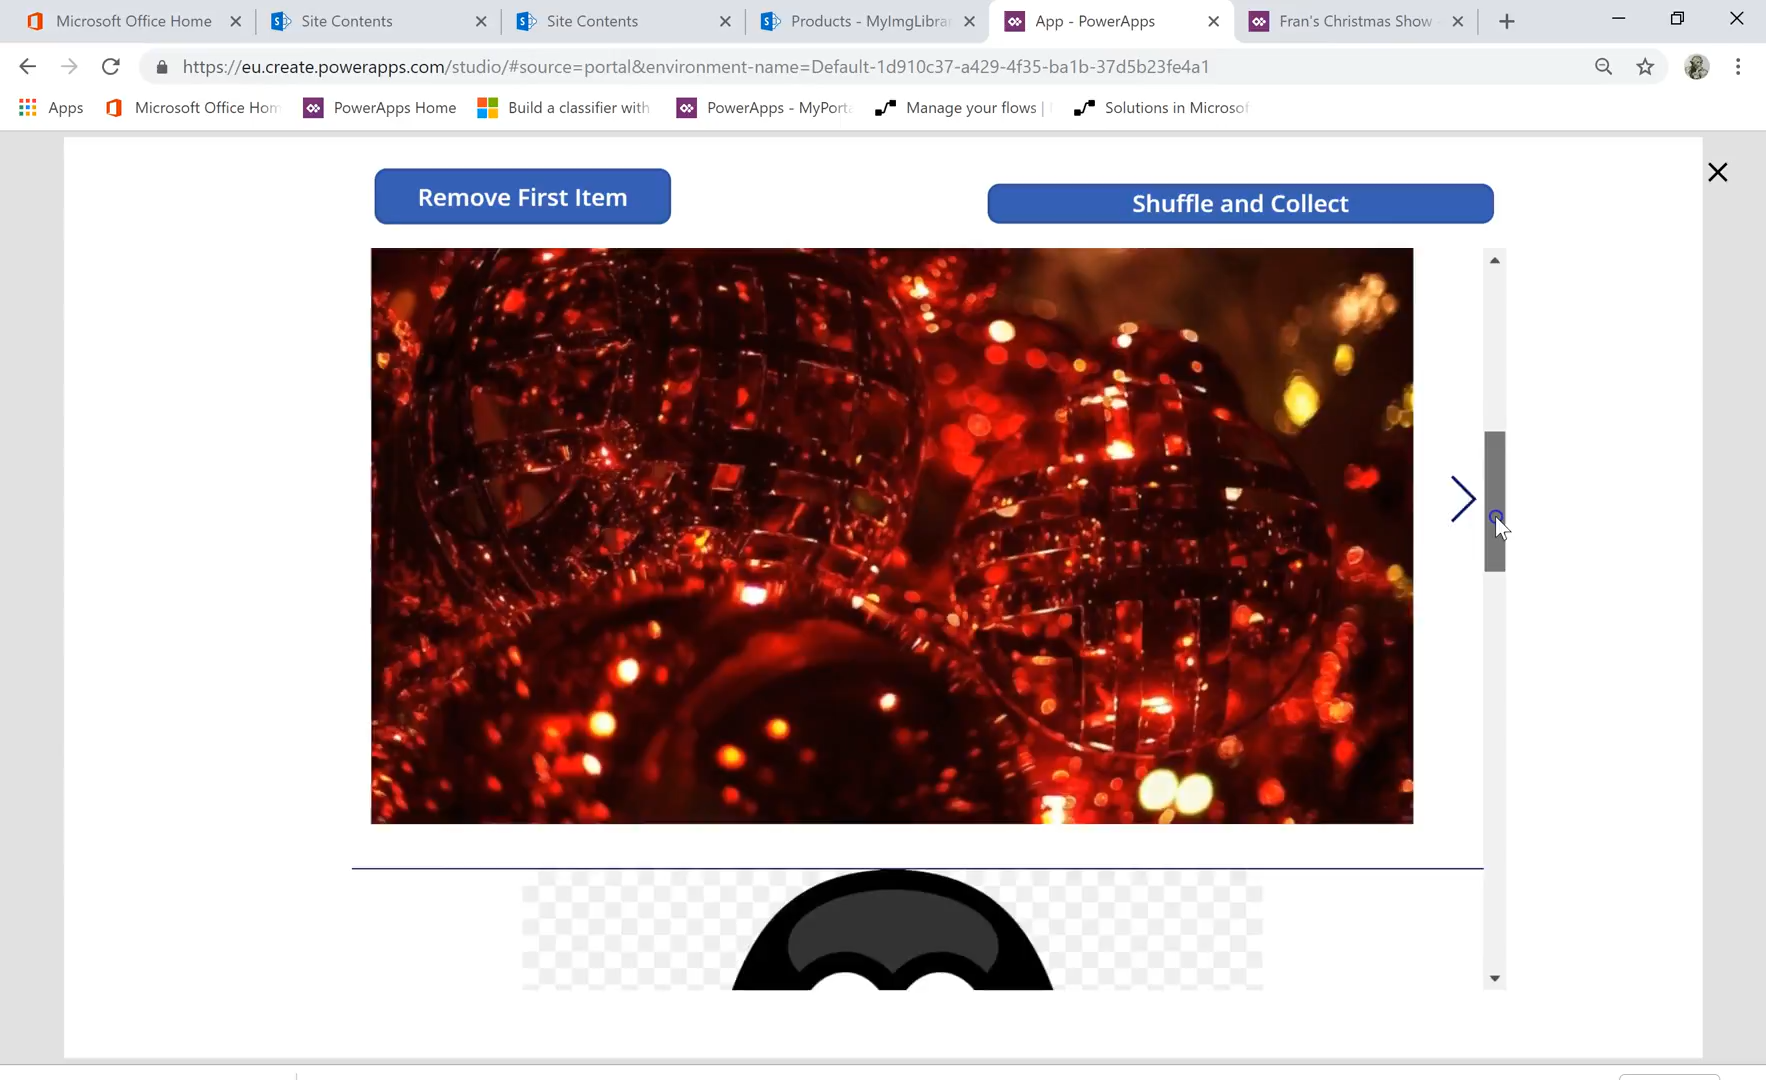 Microsoft Office Home
Site Contents
Site Contents
Products - MyImgLibrar
App - PowerApps
Fran's Christmas Show -
https://eu.create.powerapps.com/studio/#source=portal&environment-name=Default-1d910c37-a429-4f35-ba1b-37d5b23fe4a1
Apps
Microsoft Office Hom
PowerApps Home
Build a classifier with
PowerApps - MyPorta
Manage your flows |
Solutions in Microsof
Remove First Item
Shuffle and Collect